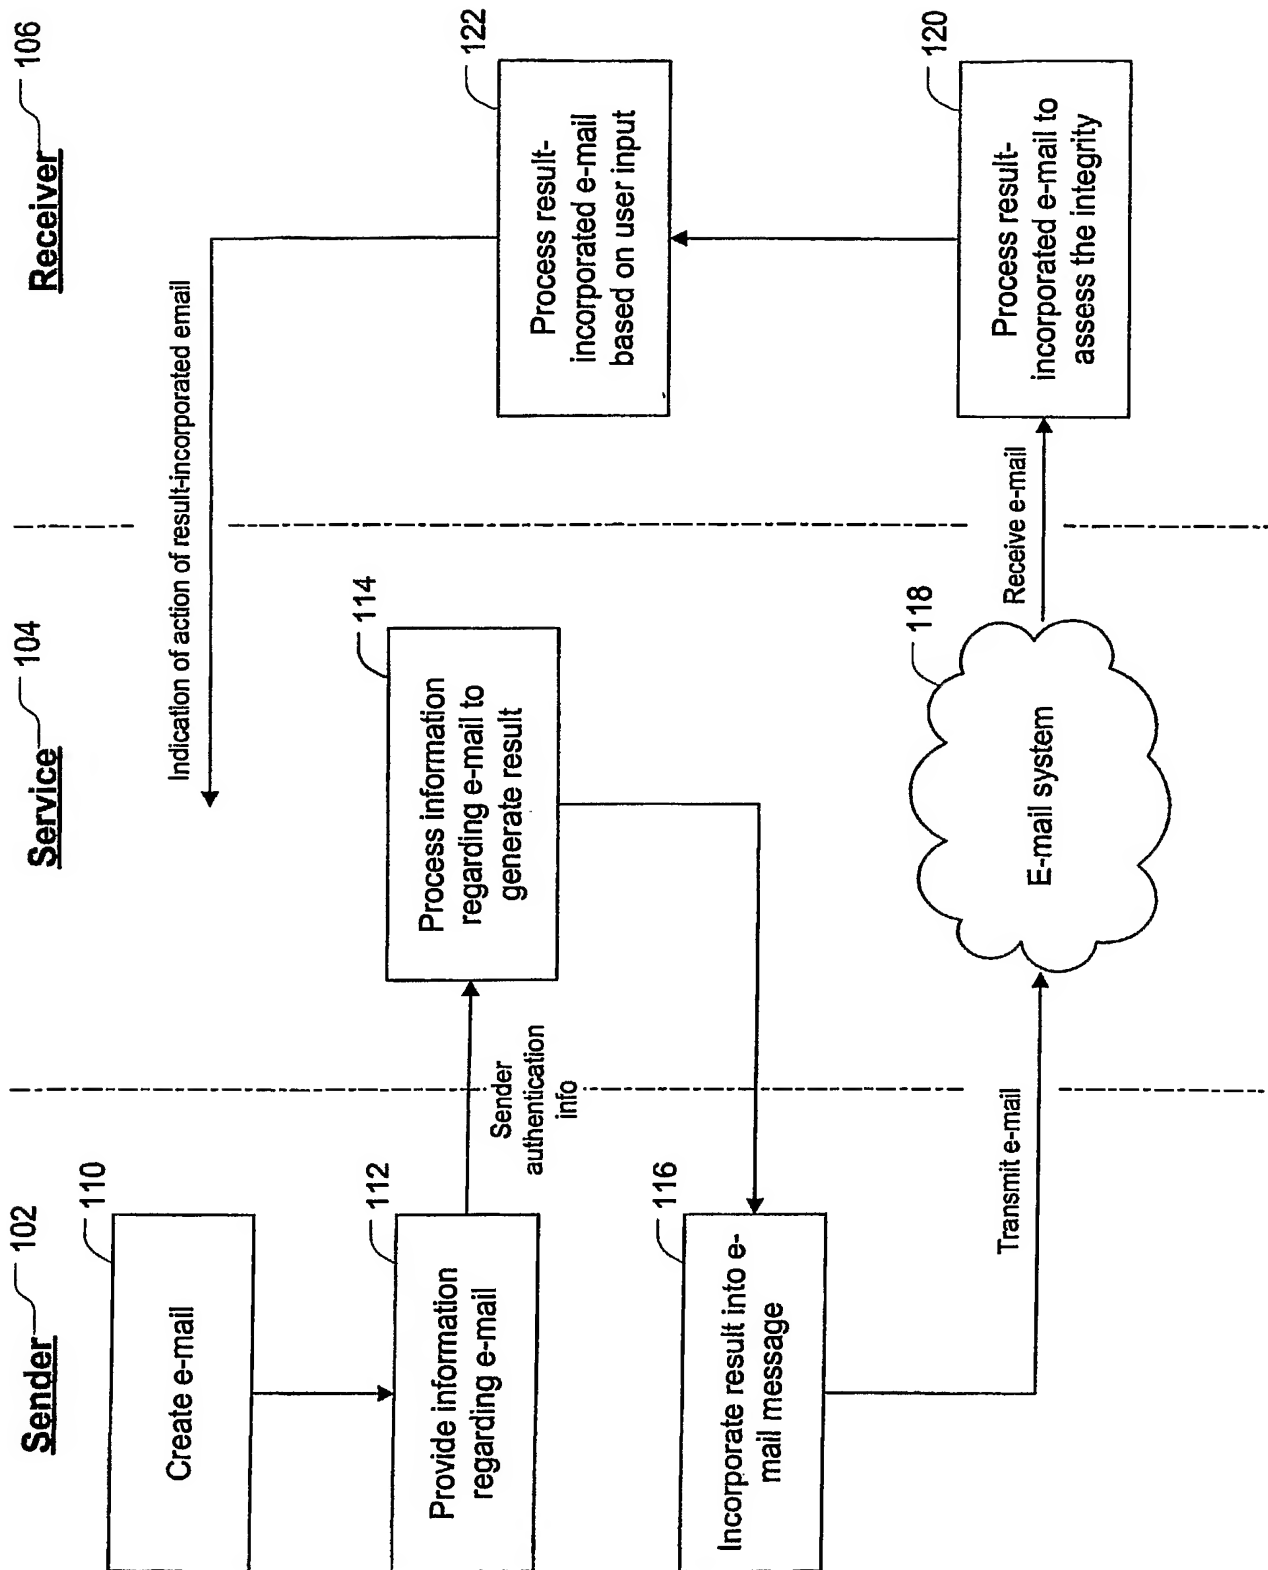 Sender 102
Service 104
Receiver 106
110
Create e-mail
112
Provide information
regarding e-mail
Sender
authentication
info
114
Process information
regarding e-mail to
generate result
116
Incorporate result into e-
mail message
Transmit e-mail
118
E-mail system
Receive e-mail
120
Process result-
incorporated e-mail to
assess the integrity
122
Process result-
incorporated e-mail
based on user input
Indication of action of result-incorporated email